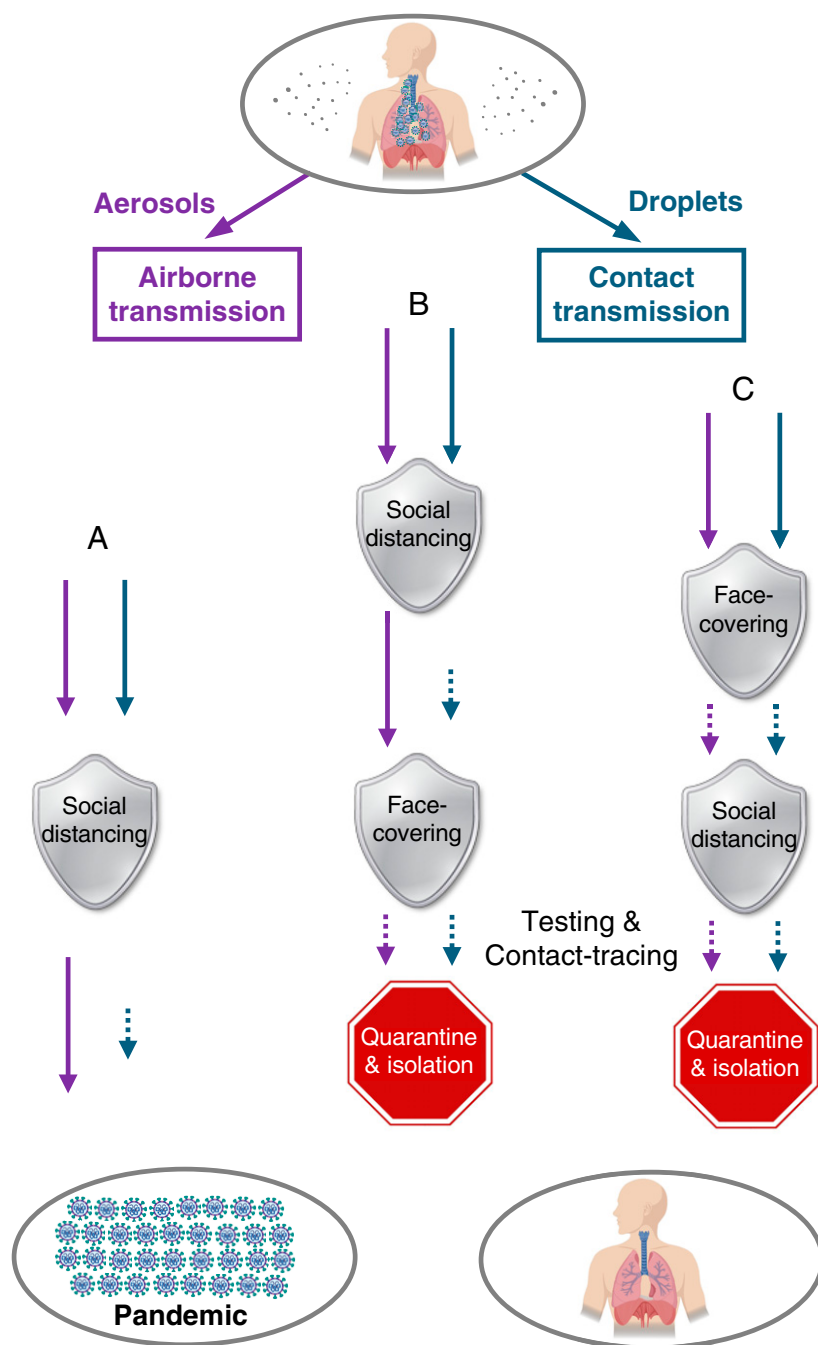 Aerosols
Droplets
Airborne
transmission
Contact
transmission
B
C
Social
distancing
A
Face-
covering
Social
distancing
Face-
covering
Social
distancing
Testing &
Contact-tracing
Quarantine
& isolation
Quarantine
& isolation
Pandemic